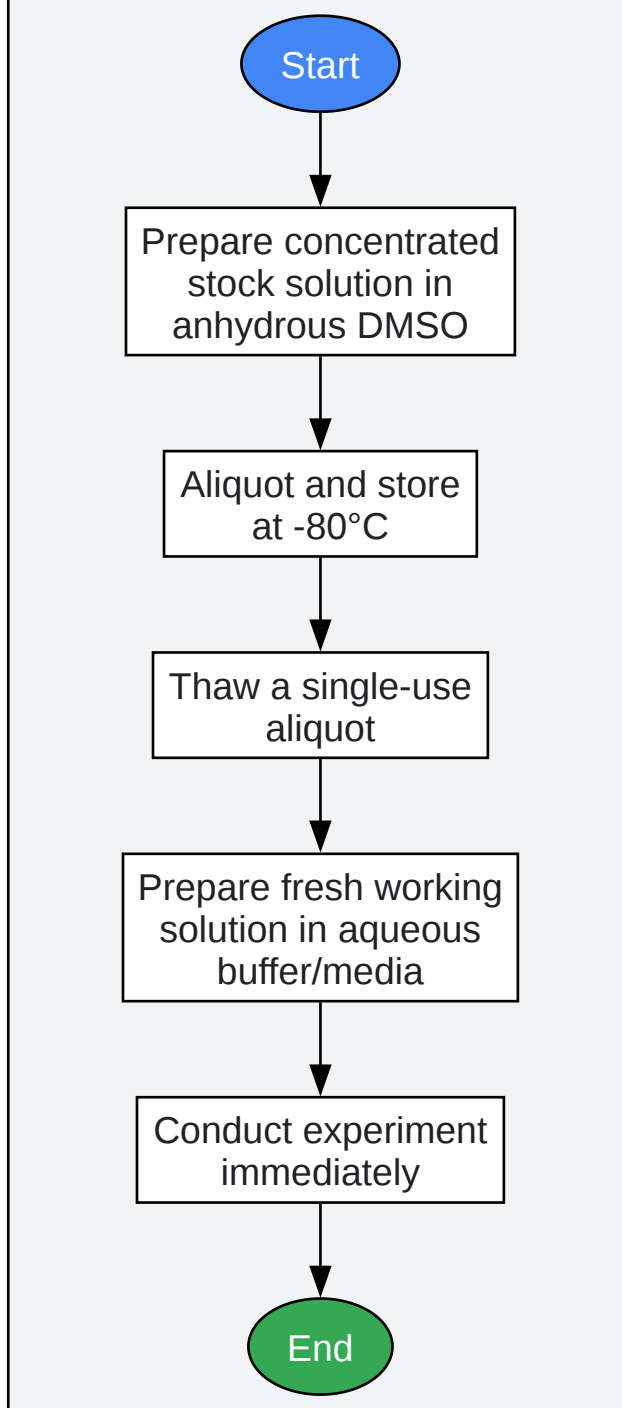 Start
Prepare concentrated
stock solution in
anhydrous DMSO
Aliquot and store
at -80°C
Thaw a single-use
aliquot
Prepare fresh working
solution in aqueous
buffer/media
Conduct experiment
immediately
End